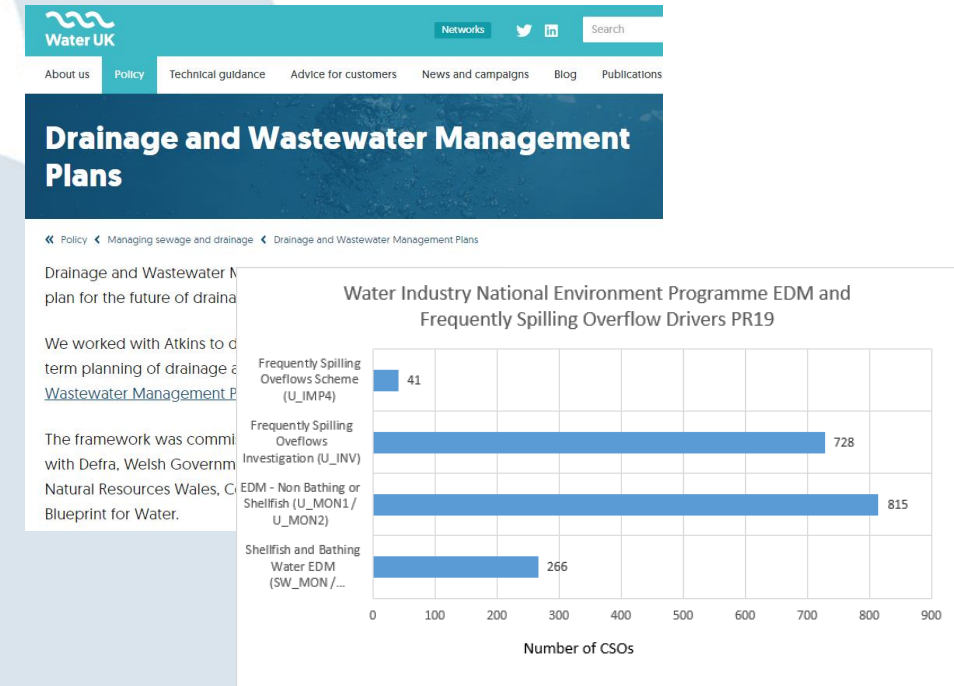 Water UK
Networks
Search
About us Policy Technical guidance Advice for customers News and campaigns Blog Publications
Drainage and Wastewater Management
Plans
« Policy < Managing sewage and drainage < Drainage and Wastewater Management Plans
Drainage and Wastewater
plan for the future of draina
We worked with Atkins to d
term planning of drainage a
Wastewater Management P
The framework was commi
with Defra, Welsh Governm
Natural Resources Wales, C
Blueprint for Water.
Water Industry National Environment Programme EDM and
Frequently Spilling Overflow Drivers PR19
Frequently Spilling
Oveflows Scheme
(U_IMP4)
41
Frequently Spilling
Oveflows
Investigation (U_INV)
728
EDM - Non Bathing or
Shellfish (U_MON1 /
U_MON2)
815
Shellfish and Bathing
Water EDM
(SW_MON /...
266
0 100 200 300 400 500 600 700 800 900
Number of CSOs